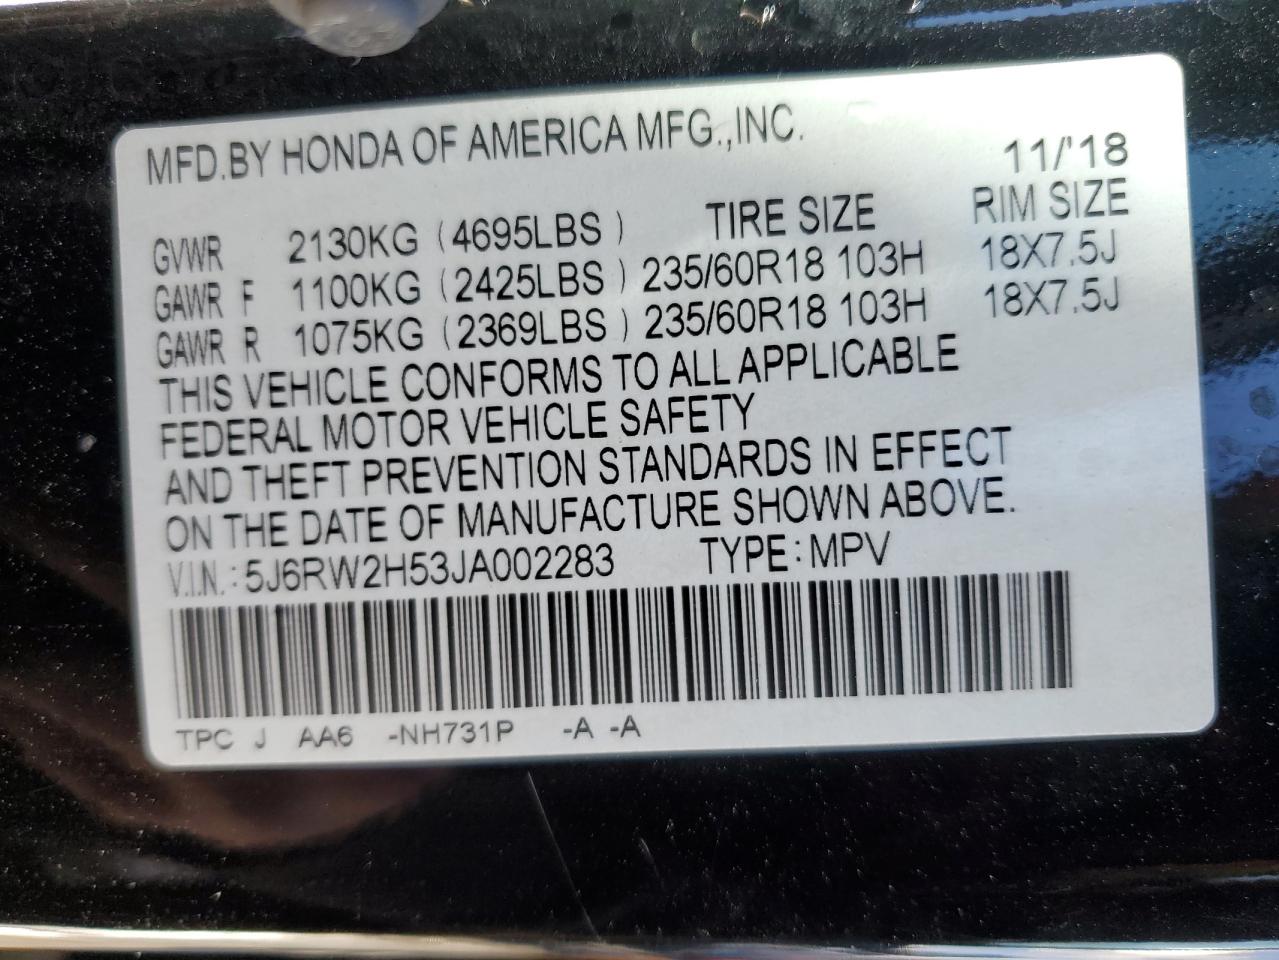 MFD.BY HONDA OF AMERICA MFG.,INC. 11/'18
TIRE SIZE RIM SIZE
GVWR 2130KG (4695LBS)
GAWR F 1100KG (2425LBS) 235/60R18 103H 18X7.5J
GAWR R 1075KG (2369LBS) 235/60R18 103H 18X7.5J
THIS VEHICLE CONFORMS TO ALL APPLICABLE
FEDERAL MOTOR VEHICLE SAFETY
AND THEFT PREVENTION STANDARDS IN EFFECT
ON THE DATE OF MANUFACTURE SHOWN ABOVE.
V.I.N.: 5J6RW2H53JA002283 TYPE: MPV
TPC J AA6 -NH731P -A -A